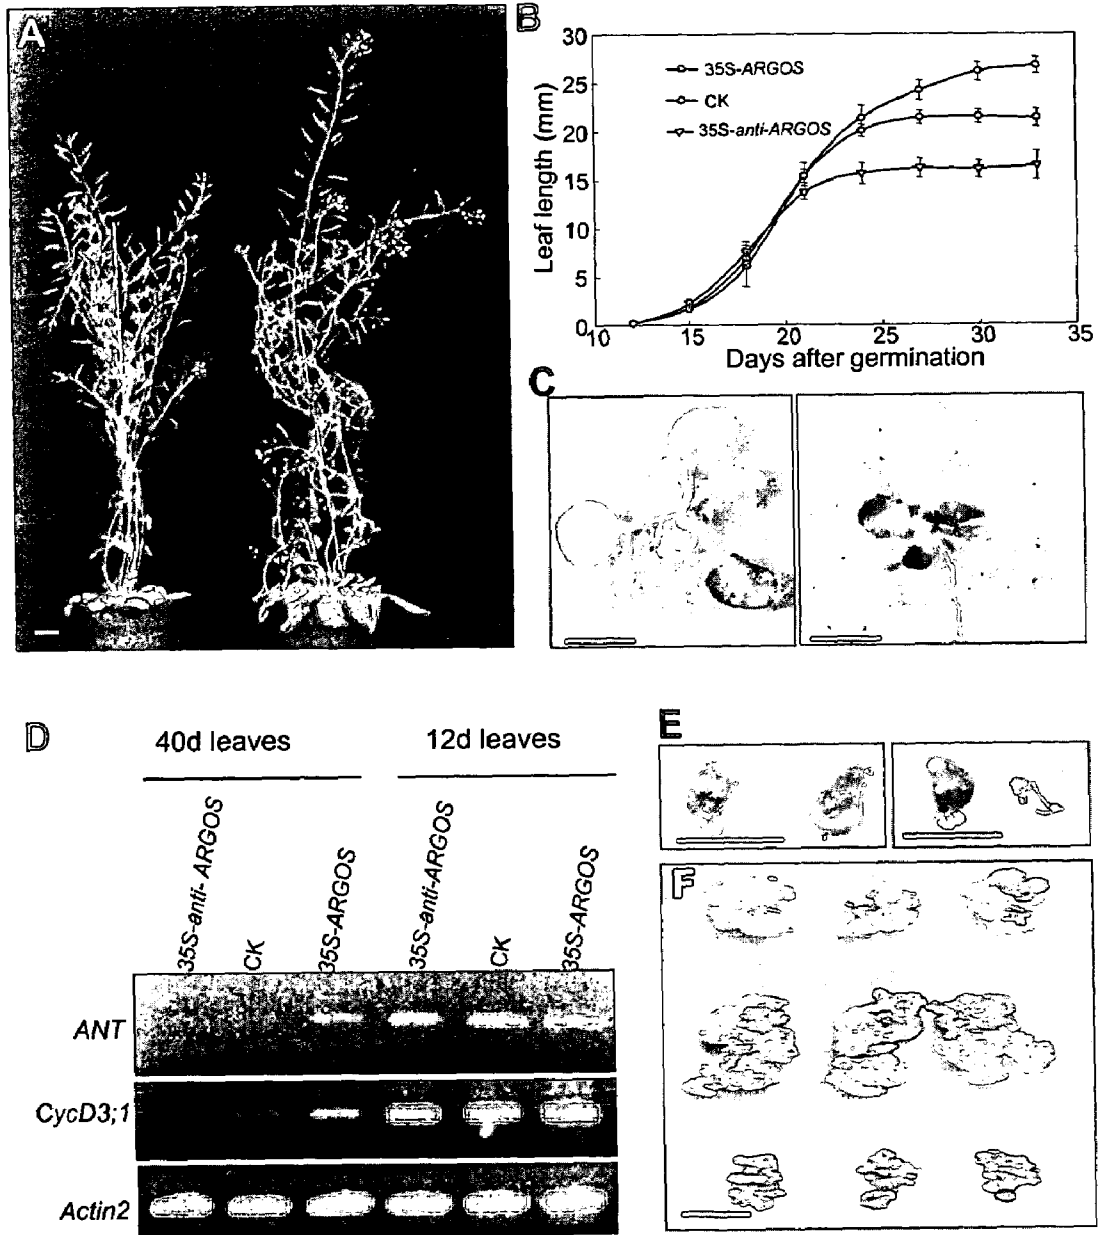 A
B
30
25
20
15
10
5
0
Leaf length (mm)
35S-ARGOS
CK
35S-anti-ARGOS
10 15 20 25 30 35
Days after germination
C
D
40d leaves 12d leaves
35S-anti- ARGOS
CK
35S-ARGOS
35S-anti-ARGOS
CK
35S-ARGOS
ANT
CycD3;1
Actin2
E
F